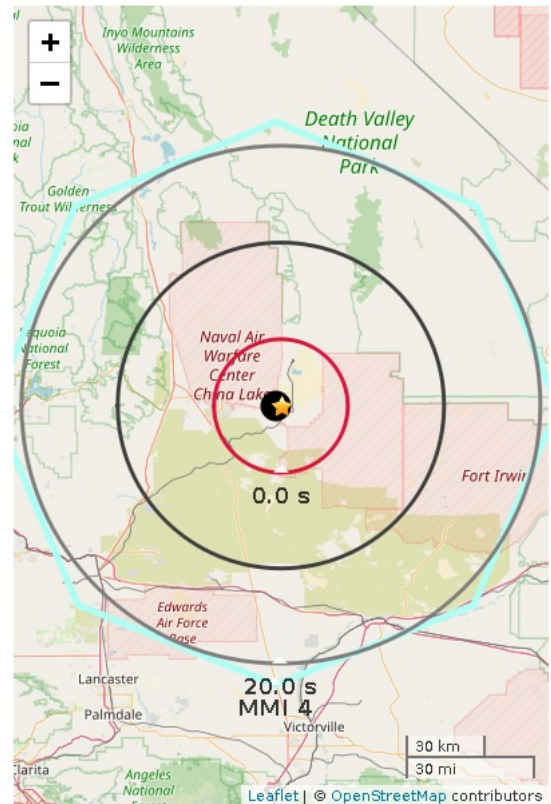 +
−
al
Inyo Mountains
Wilderness
Area
Death Valley
National
Park
Golden
Trout Wilderness
Sequoia
National
Forest
Naval Air
Warfare
Center
China Lake
0.0 s
Fort Irwin
Edwards
Air Force
Base
Lancaster
20.0 s
MMI 4
Palmdale
Victorville
30 km
30 mi
Clarita
Angeles
National
Leaflet | © OpenStreetMap contributors